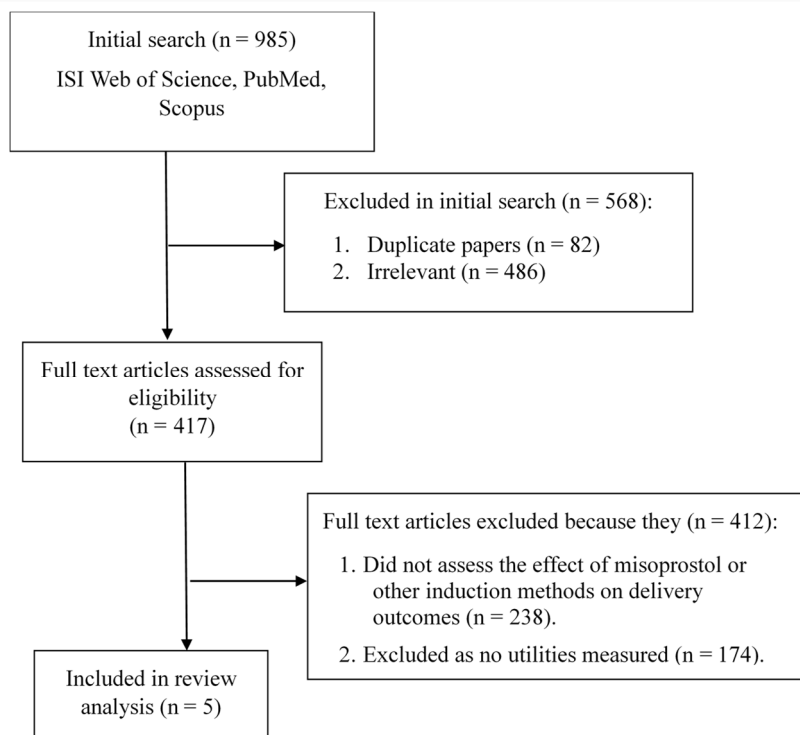 Initial search (n = 985)
ISI Web of Science, PubMed,
Scopus
Excluded in initial search (n = 568):
1. Duplicate papers (n = 82)
2. Irrelevant (n = 486)
Full text articles assessed for
eligibility
(n = 417)
Full text articles excluded because they (n = 412):
1. Did not assess the effect of misoprostol or
other induction methods on delivery
outcomes (n = 238).
2. Excluded as no utilities measured (n = 174).
Included in review
analysis (n = 5)